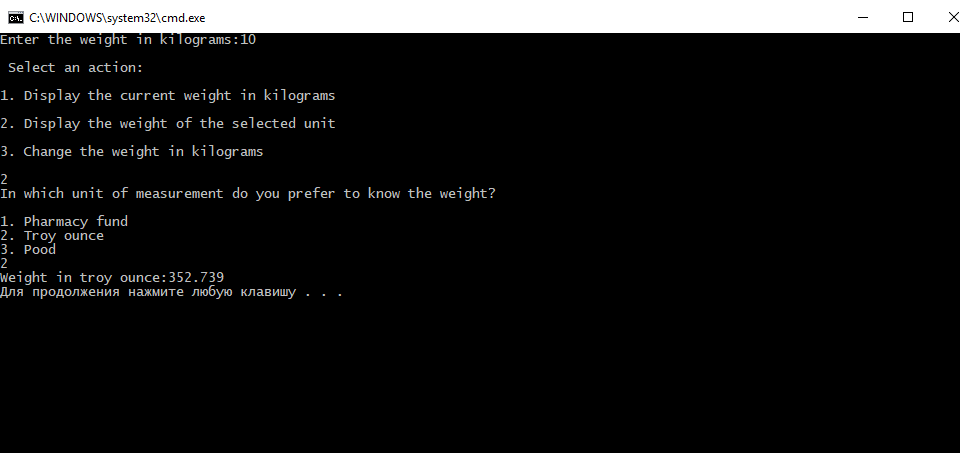 C:\WINDOWS\system32\cmd.exe
Enter the weight in kilograms:10
Select an action:
1. Display the current weight in kilograms
2. Display the weight of the selected unit
3. Change the weight in kilograms
2
In which unit of measurement do you prefer to know the weight?
1. Pharmacy fund
2. Troy ounce
3. Pood
2
Weight in troy ounce:352.739
Для продолжения нажмите любую клавишу . . .